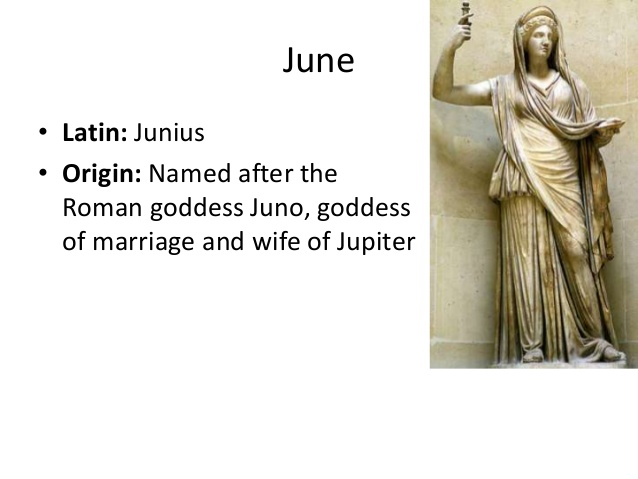 June
• Latin: Junius
• Origin: Named after the
Roman goddess Juno, goddess
of marriage and wife of Jupiter